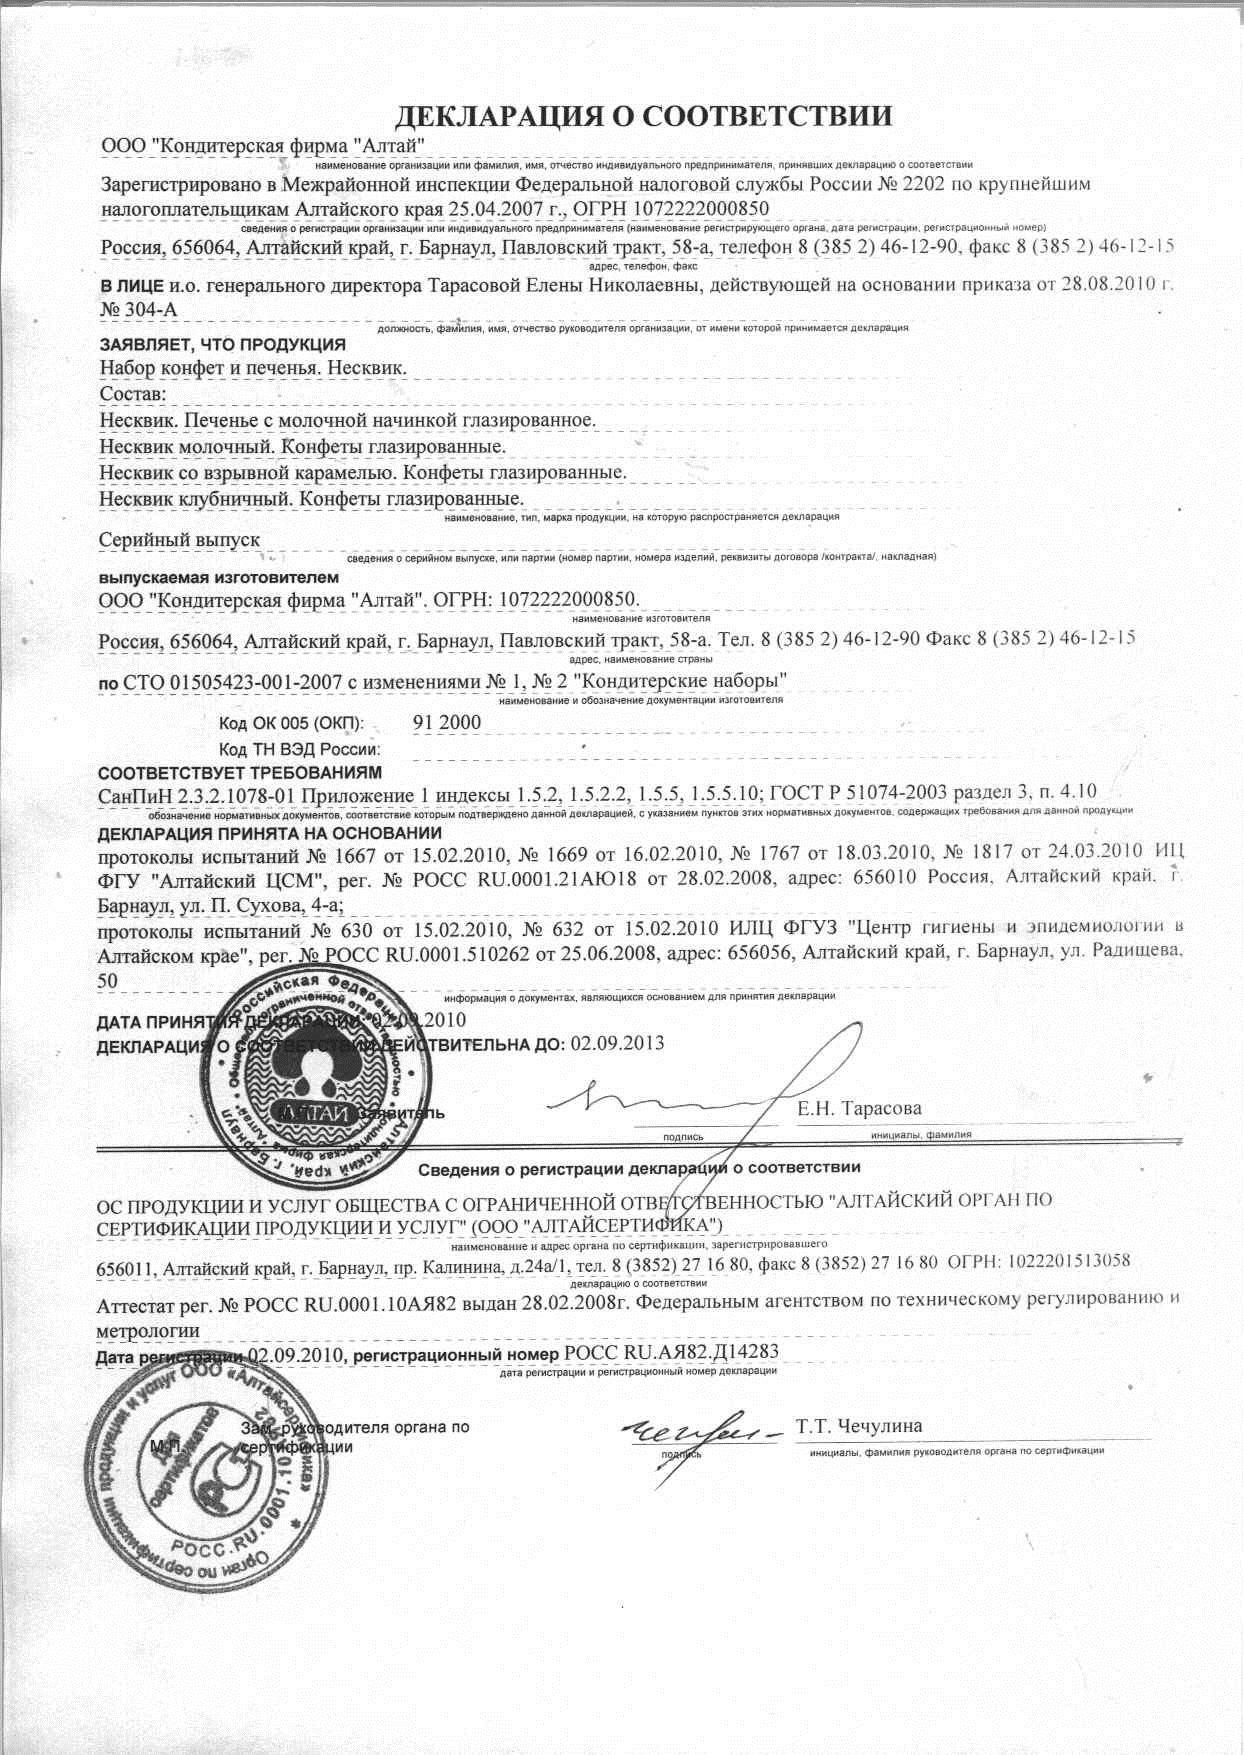 ДЕКЛАРАЦИЯ О СООТВЕТСТВИИ
ООО "Кондитерская фирма "Алтай"
наименование организации или фамилия, имя, отчество индивидуального предпринимателя, принявших декларацию о соответствии
Зарегистрировано в Межрайонной инспекции Федеральной налоговой службы России № 2202 по крупнейшим
налогоплательщикам Алтайского края 25.04.2007 г., ОГРН 1072222000850
сведения о регистрации организации или индивидуального предпринимателя (наименование регистрирующего органа, дата регистрации, регистрационный номер)
Россия, 656064, Алтайский край, г. Барнаул, Павловский тракт, 58-а, телефон 8 (385 2) 46-12-90, факс 8 (385 2) 46-12-15
адрес, телефон, факс
В ЛИЦЕ и.о. генерального директора Тарасовой Елены Николаевны, действующей на основании приказа от 28.08.2010 г.
№ 304-А
должность, фамилия, имя, отчество руководителя организации, от имени которой принимается декларация
ЗАЯВЛЯЕТ, ЧТО ПРОДУКЦИЯ
Набор конфет и печенья. Несквик.
Состав:
Несквик. Печенье с молочной начинкой глазированное.
Несквик молочный. Конфеты глазированные.
Несквик со взрывной карамелью. Конфеты глазированные.
Несквик клубничный. Конфеты глазированные.
наименование, тип, марка продукции, на которую распространяется декларация
Серийный выпуск
сведения о серийном выпуске, или партии (номер партии, номера изделий, реквизиты договора /контракта/, накладная)
выпускаемая изготовителем
ООО "Кондитерская фирма "Алтай". ОГРН: 1072222000850.
наименование изготовителя
Россия, 656064, Алтайский край, г. Барнаул, Павловский тракт, 58-а. Тел. 8 (385 2) 46-12-90 Факс 8 (385 2) 46-12-15
адрес, наименование страны
по СТО 01505423-001-2007 с изменениями № 1, № 2 "Кондитерские наборы"
наименование и обозначение документации изготовителя
Код ОК 005 (ОКП): 91 2000
Код ТН ВЭД России:
СООТВЕТСТВУЕТ ТРЕБОВАНИЯМ
СанПиН 2.3.2.1078-01 Приложение 1 индексы 1.5.2, 1.5.2.2, 1.5.5, 1.5.5.10; ГОСТ Р 51074-2003 раздел 3, п. 4.10
обозначение нормативных документов, соответствие которым подтверждено данной декларацией, с указанием пунктов этих нормативных документов, содержащих требования для данной продукции
ДЕКЛАРАЦИЯ ПРИНЯТА НА ОСНОВАНИИ
протоколы испытаний № 1667 от 15.02.2010, № 1669 от 16.02.2010, № 1767 от 18.03.2010, № 1817 от 24.03.2010 ИЦ
ФГУ "Алтайский ЦСМ", рег. № РОСС RU.0001.21АЮ18 от 28.02.2008, адрес: 656010 Россия, Алтайский край, г.
Барнаул, ул. П. Сухова, 4-а;
протоколы испытаний № 630 от 15.02.2010, № 632 от 15.02.2010 ИЛЦ ФГУЗ "Центр гигиены и эпидемиологии в
Алтайском крае", рег. № РОСС RU.0001.510262 от 25.06.2008, адрес: 656056, Алтайский край, г. Барнаул, ул. Радищева,
50
информация о документах, являющихся основанием для принятия декларации
ДАТА ПРИНЯТИЯ ДЕКЛАРАЦИИ: 02.09.2010
ДЕКЛАРАЦИЯ О СООТВЕТСТВИИ ДЕЙСТВИТЕЛЬНА ДО: 02.09.2013
Российская Федерация
Общество с ограниченной ответственностью
"Кондитерская фирма "Алтай"
Алтайский край, г. Барнаул
АЛТАЙ
М.П. Заявитель
Е.Н. Тарасова
подпись
инициалы, фамилия
Сведения о регистрации декларации о соответствии
ОС ПРОДУКЦИИ И УСЛУГ ОБЩЕСТВА С ОГРАНИЧЕННОЙ ОТВЕТСТВЕННОСТЬЮ "АЛТАЙСКИЙ ОРГАН ПО
СЕРТИФИКАЦИИ ПРОДУКЦИИ И УСЛУГ" (ООО "АЛТАЙСЕРТИФИКА")
наименование и адрес органа по сертификации, зарегистрировавшего
656011, Алтайский край, г. Барнаул, пр. Калинина, д.24а/1, тел. 8 (3852) 27 16 80, факс 8 (3852) 27 16 80 ОГРН: 1022201513058
декларацию о соответствии
Аттестат рег. № РОСС RU.0001.10АЯ82 выдан 28.02.2008г. Федеральным агентством по техническому регулированию и
метрологии
Дата регистрации 02.09.2010, регистрационный номер РОСС RU.АЯ82.Д14283
дата регистрации и регистрационный номер декларации
М.П.
Зам. руководителя органа по
сертификации
Т.Т. Чечулина
подпись
инициалы, фамилия руководителя органа по сертификации
Орган по сертификации продукции и услуг ООО «Алтайсертифика»
Для
сертификатов
РОСС.RU.0001.10АЯ82